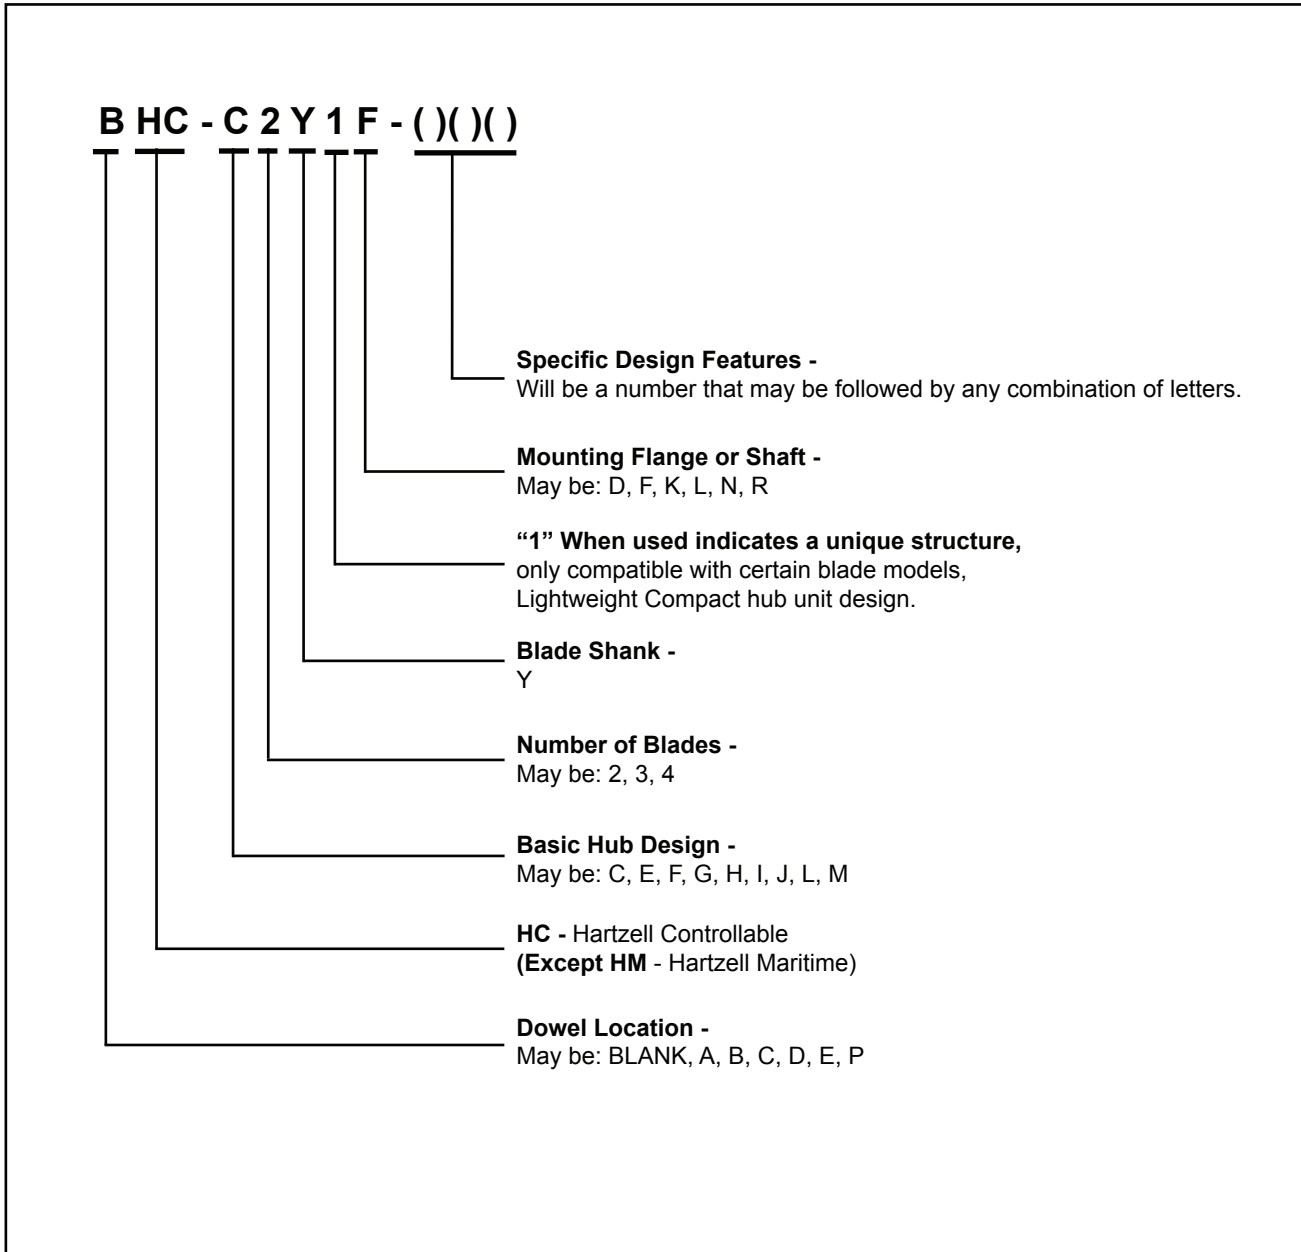 B HC - C 2 Y 1 F - ( )( )( )
Specific Design Features -
Will be a number that may be followed by any combination of letters.
Mounting Flange or Shaft -
May be: D, F, K, L, N, R
“1” When used indicates a unique structure,
only compatible with certain blade models,
Lightweight Compact hub unit design.
Blade Shank -
Y
Number of Blades -
May be: 2, 3, 4
Basic Hub Design -
May be: C, E, F, G, H, I, J, L, M
HC - Hartzell Controllable
(Except HM - Hartzell Maritime)
Dowel Location -
May be: BLANK, A, B, C, D, E, P